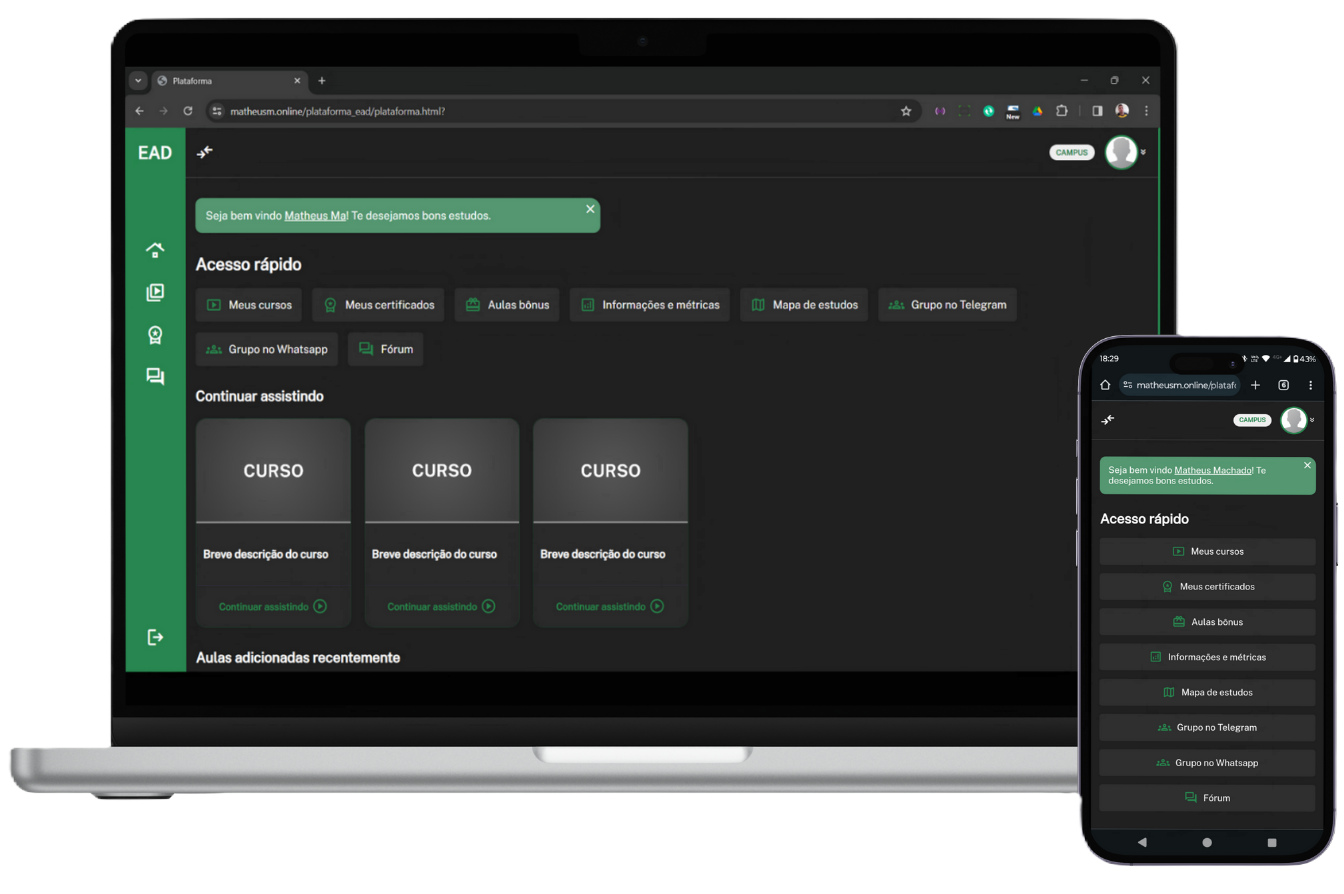 Plataforma
matheusm.online/plataforma_ead/plataforma.html?
New
EAD
CAMPUS
Seja bem vindo Matheus Ma! Te desejamos bons estudos.
Acesso rápido
Meus cursos
Meus certificados
Aulas bônus
Informações e métricas
Mapa de estudos
Grupo no Telegram
Grupo no Whatsapp
Fórum
Continuar assistindo
CURSO
CURSO
CURSO
Breve descrição do curso
Breve descrição do curso
Breve descrição do curso
Continuar assistindo
Continuar assistindo
Continuar assistindo
Aulas adicionadas recentemente
18:29
43%
matheusm.online/plataf
6
CAMPUS
Seja bem vindo Matheus Machado! Te
desejamos bons estudos.
Acesso rápido
Meus cursos
Meus certificados
Aulas bônus
Informações e métricas
Mapa de estudos
Grupo no Telegram
Grupo no Whatsapp
Fórum